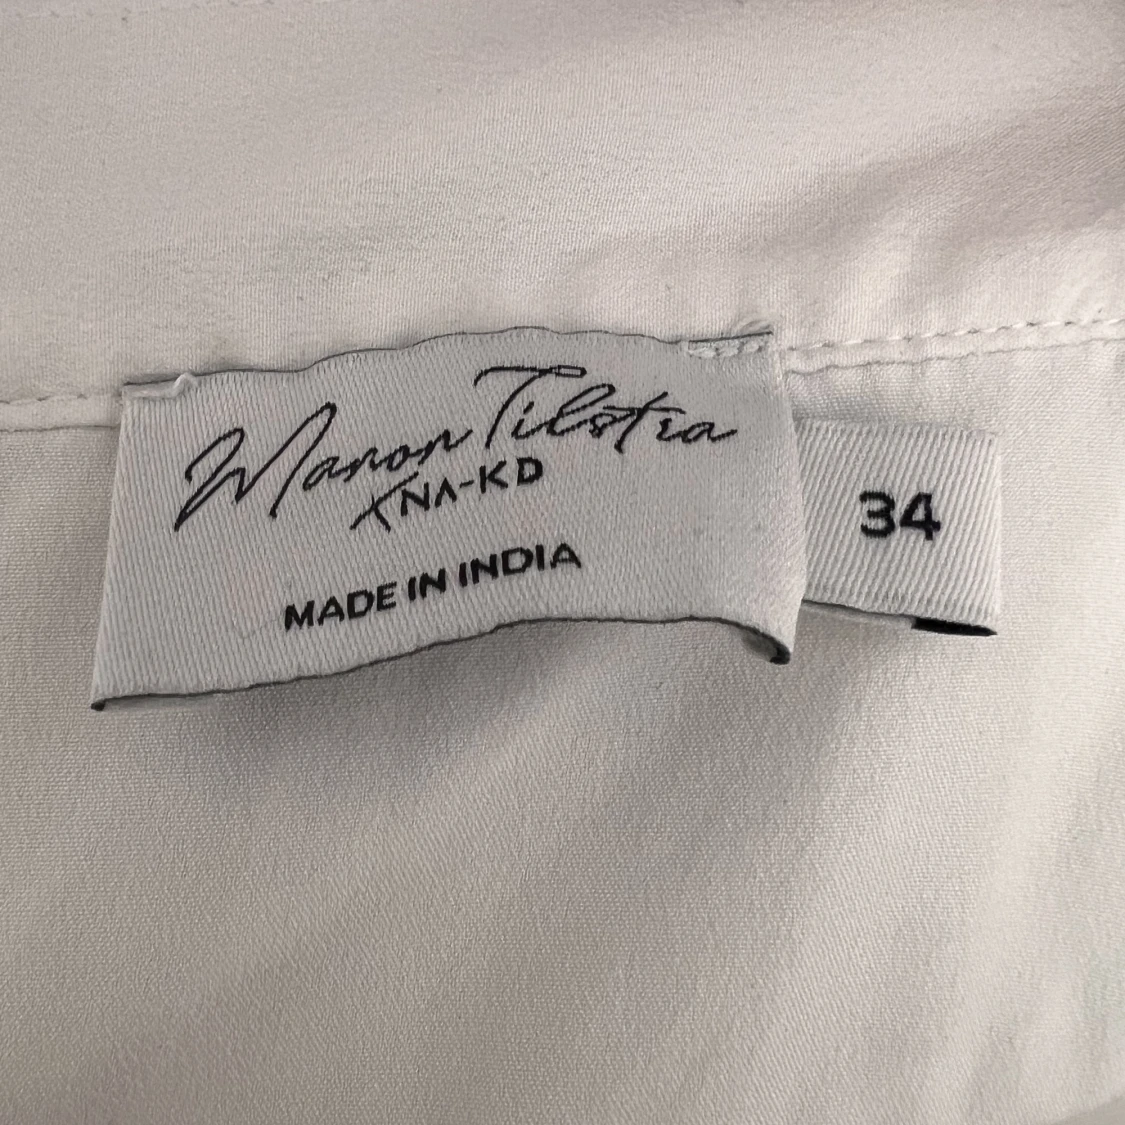 Manon Tilstra
X NA-KD
MADE IN INDIA
34